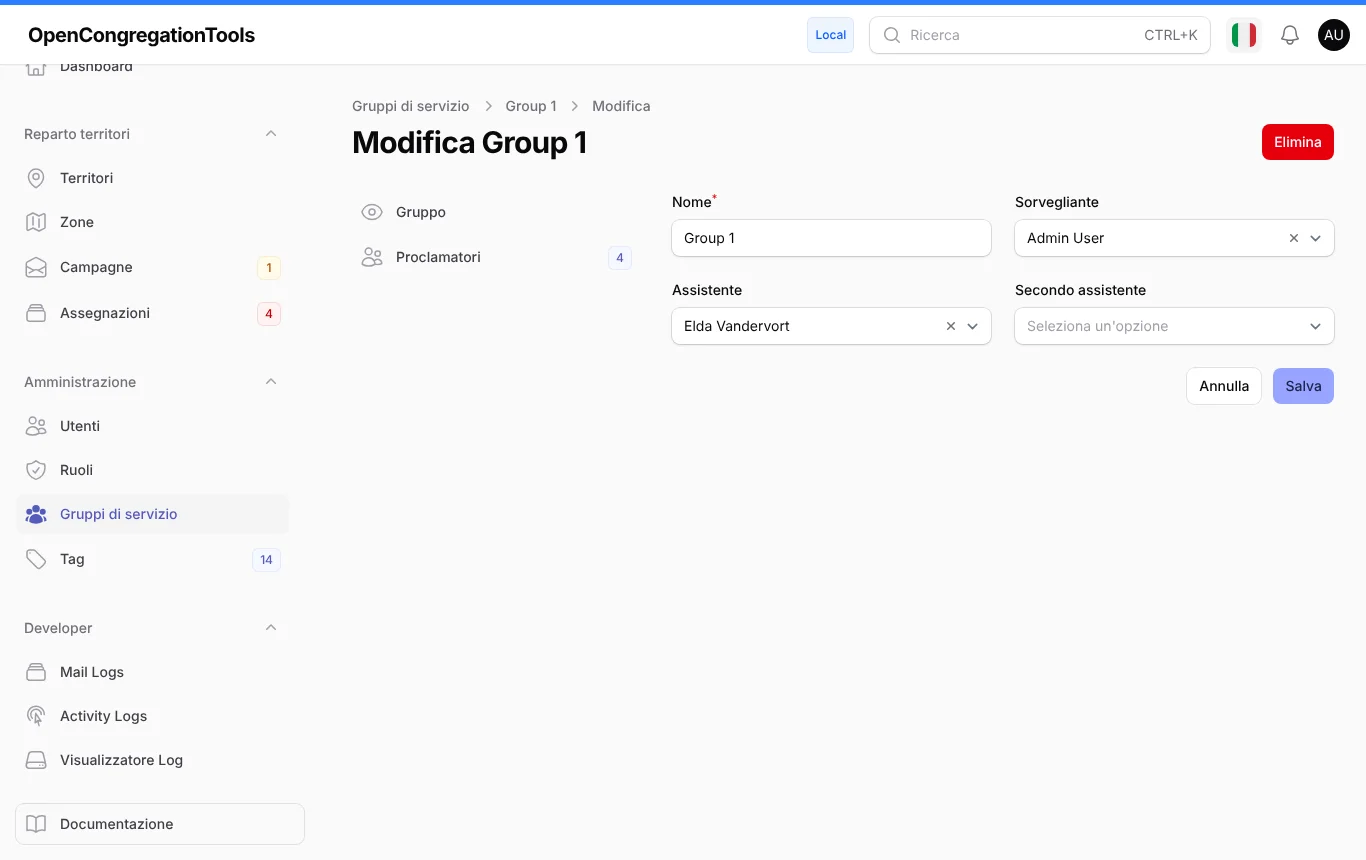 OpenCongregationTools
Local
Ricerca
CTRL+K
AU
Dashboard
Reparto territori
Territori
Zone
Campagne
1
Assegnazioni
4
Amministrazione
Utenti
Ruoli
Gruppi di servizio
Tag
14
Developer
Mail Logs
Activity Logs
Visualizzatore Log
Documentazione
Gruppi di servizio
Group 1
Modifica
Modifica Group 1
Elimina
Gruppo
Proclamatori
4
Nome*
Group 1
Sorvegliante
Admin User
Assistente
Elda Vandervort
Secondo assistente
Seleziona un'opzione
Annulla
Salva